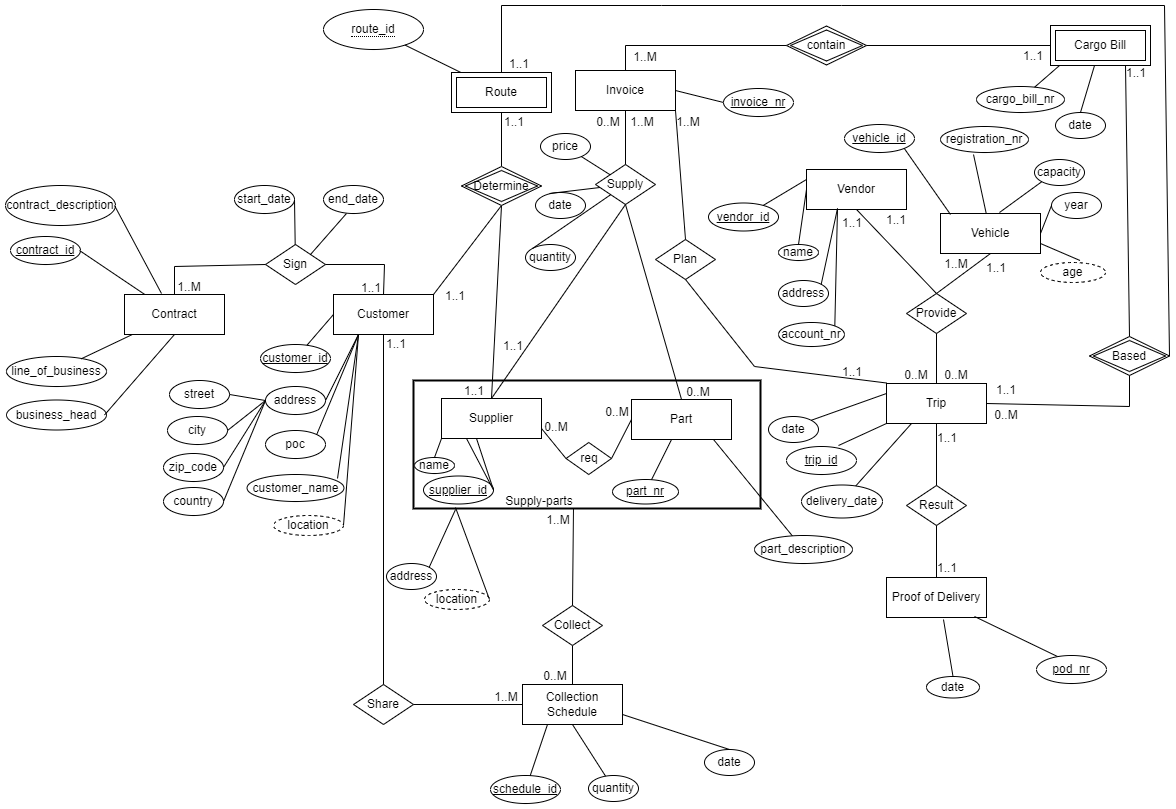 route_id
contain
Cargo Bill
1..1
1..M
1..1
1..1
Route
Invoice
invoice_nr
cargo_bill_nr
date
1..1
0..M
1..M
1..M
vehicle_id
registration_nr
price
capacity
Determine
Supply
Vendor
year
contract_description
start_date
end_date
date
vendor_id
1..1
1..1
Vehicle
contract_id
Sign
quantity
Plan
name
1..M
1..1
age
1..M
1..1
1..1
address
Contract
Customer
Provide
account_nr
1..1
1..1
Based
customer_id
line_of_business
1..1
0..M
0..M
street
address
1..1
0..M
1..1
Trip
business_head
Supplier
0..M
Part
0..M
city
0..M
date
1..1
poc
req
zip_code
name
trip_id
customer_name
supplier_id
part_nr
country
Supply-parts
delivery_date
Result
location
1..M
part_description
1..1
address
location
Proof of Delivery
Collect
pod_nr
0..M
date
Share
1..M
Collection
Schedule
date
schedule_id
quantity